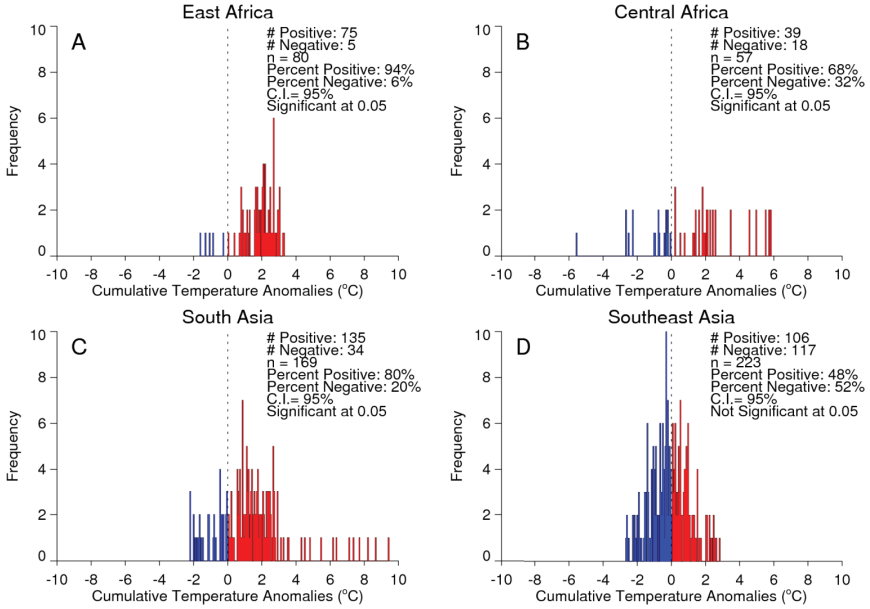 East Africa
A
# Positive: 75
# Negative: 5
n = 80
Percent Positive: 94%
Percent Negative: 6%
C.I.= 95%
Significant at 0.05
Frequency
10
8
6
4
2
0
-10 -8 -6 -4 -2 0 2 4 6 8 10
Cumulative Temperature Anomalies (°C)
Central Africa
B
# Positive: 39
# Negative: 18
n = 57
Percent Positive: 68%
Percent Negative: 32%
C.I.= 95%
Significant at 0.05
Frequency
10
8
6
4
2
0
-10 -8 -6 -4 -2 0 2 4 6 8 10
Cumulative Temperature Anomalies (°C)
South Asia
C
# Positive: 135
# Negative: 34
n = 169
Percent Positive: 80%
Percent Negative: 20%
C.I.= 95%
Significant at 0.05
Frequency
10
8
6
4
2
0
-10 -8 -6 -4 -2 0 2 4 6 8 10
Cumulative Temperature Anomalies (°C)
Southeast Asia
D
# Positive: 106
# Negative: 117
n = 223
Percent Positive: 48%
Percent Negative: 52%
C.I.= 95%
Not Significant at 0.05
Frequency
10
8
6
4
2
0
-10 -8 -6 -4 -2 0 2 4 6 8 10
Cumulative Temperature Anomalies (°C)